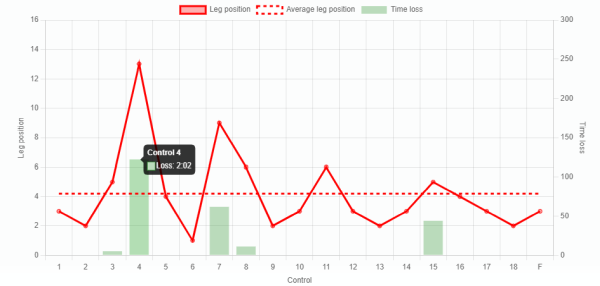 Leg position Average leg position Time loss
16 300
14 250
12 200
10 150
8 100
6 50
4 0
2
0
Leg position
Time loss
Control 4
Loss: 2:02
1 2 3 4 5 6 7 8 9 10 11 12 13 14 15 16 17 18 F
Control